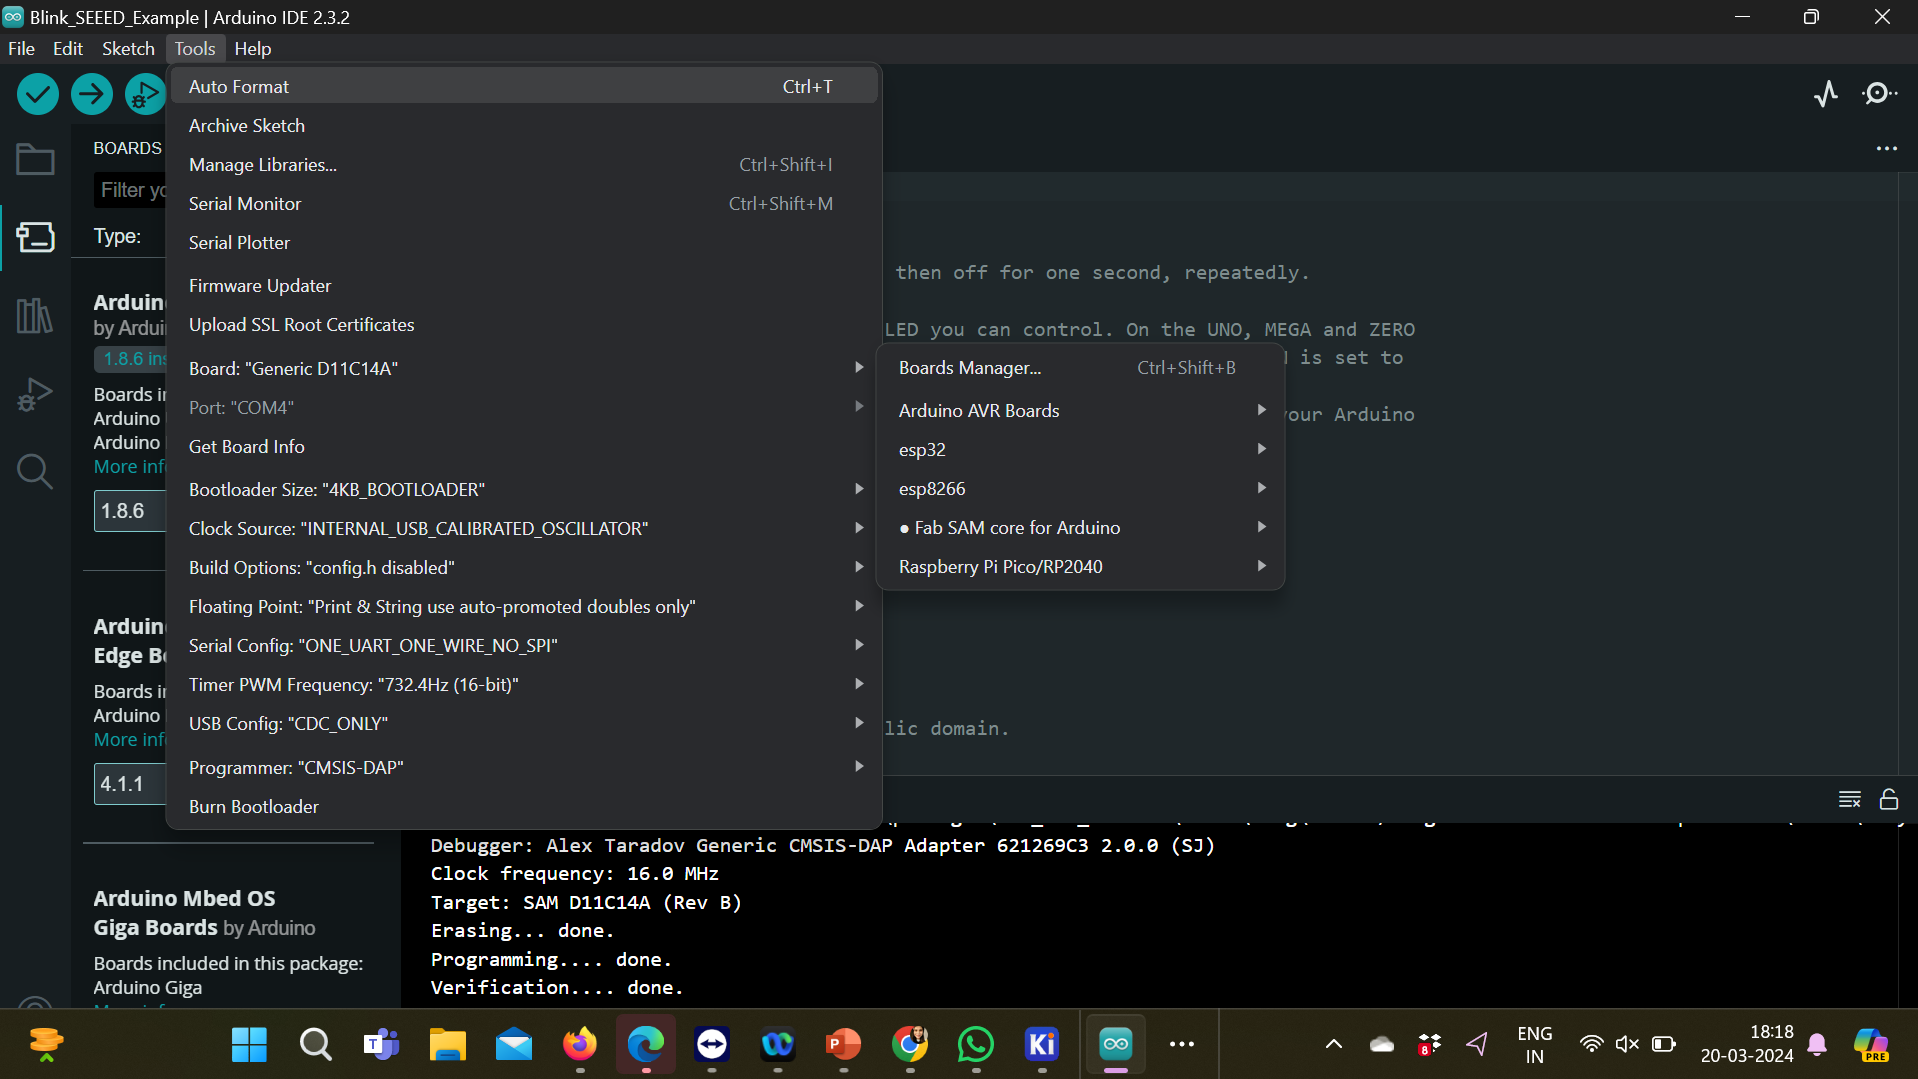 Blink_SEEED_Example | Arduino IDE 2.3.2
File Edit Sketch Tools Help
Auto Format Ctrl+T
Archive Sketch
Manage Libraries... Ctrl+Shift+I
Serial Monitor Ctrl+Shift+M
Serial Plotter
Firmware Updater
Upload SSL Root Certificates
Board: "Generic D11C14A"
Port: "COM4"
Get Board Info
Bootloader Size: "4KB_BOOTLOADER"
Clock Source: "INTERNAL_USB_CALIBRATED_OSCILLATOR"
Build Options: "config.h disabled"
Floating Point: "Print & String use auto-promoted doubles only"
Serial Config: "ONE_UART_ONE_WIRE_NO_SPI"
Timer PWM Frequency: "732.4Hz (16-bit)"
USB Config: "CDC_ONLY"
Programmer: "CMSIS-DAP"
Burn Bootloader
Boards Manager... Ctrl+Shift+B
Arduino AVR Boards
esp32
esp8266
● Fab SAM core for Arduino
Raspberry Pi Pico/RP2040
BOARDS
Filter
Type:
Arduin
by Ardui
1.8.6 ins
Boards i
Arduino
Arduino
More inf
1.8.6
Arduin
Edge B
Boards i
Arduino
More inf
4.1.1
Arduino Mbed OS
Giga Boards by Arduino
Boards included in this package:
Arduino Giga
then off for one second, repeatedly.
LED you can control. On the UNO, MEGA and ZERO
is set to
our Arduino
lic domain.
Debugger: Alex Taradov Generic CMSIS-DAP Adapter 621269C3 2.0.0 (SJ)
Clock frequency: 16.0 MHz
Target: SAM D11C14A (Rev B)
Erasing... done.
Programming.... done.
Verification.... done.
Ki
8
ENG
IN
18:18
20-03-2024
PRE